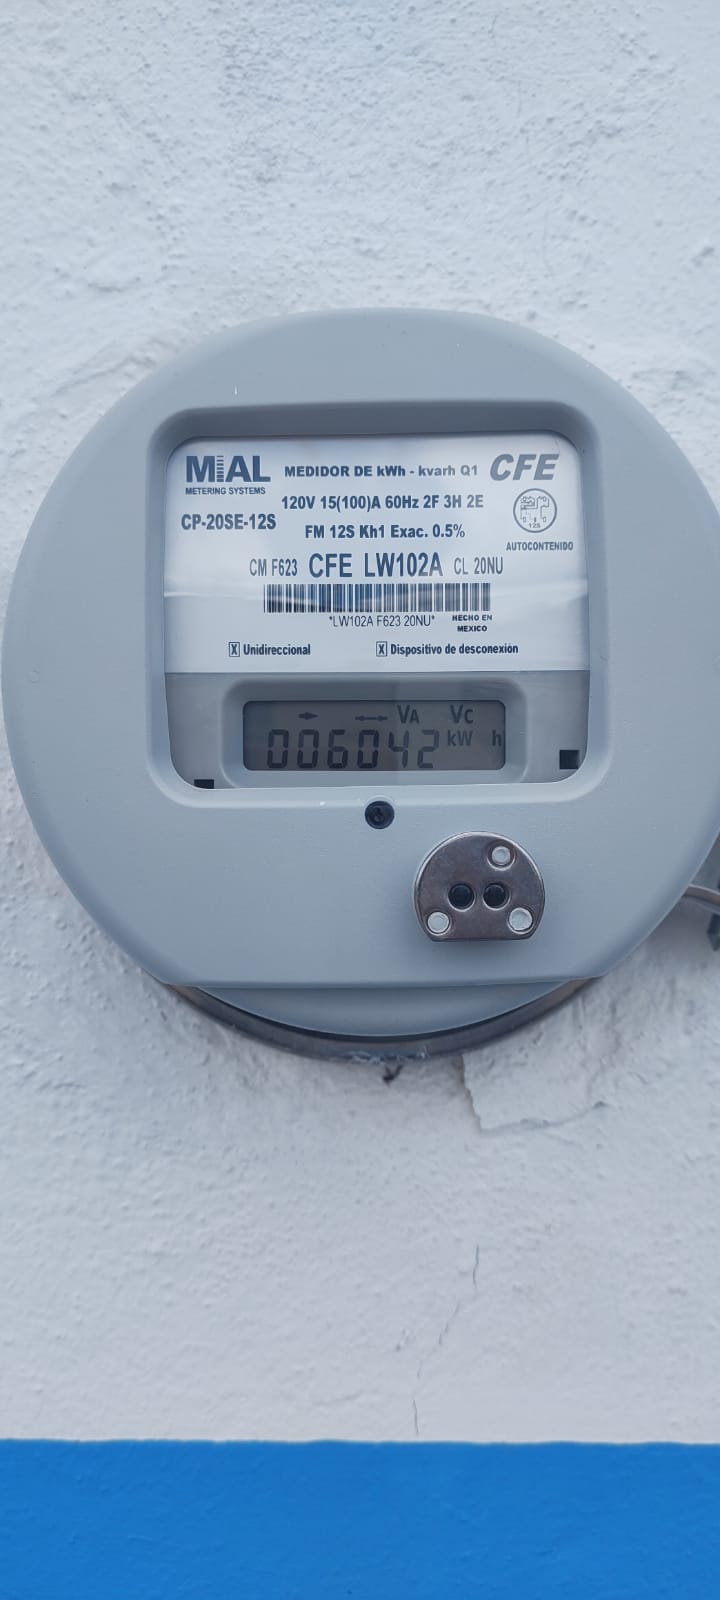 MIAL
METERING SYSTEMS
MEDIDOR DE kWh - kvarh Q1
CFE
120V 15(100)A 60Hz 2F 3H 2E
CP-20SE-12S
FM 12S Kh1 Exac. 0.5%
12S
AUTOCONTENIDO
CM F623 CFE LW102A CL 20NU
*LW102A F623 20NU*
HECHO EN
MEXICO
X Unidireccional
X Dispositivo de desconexión
VA VC
006042 kW h